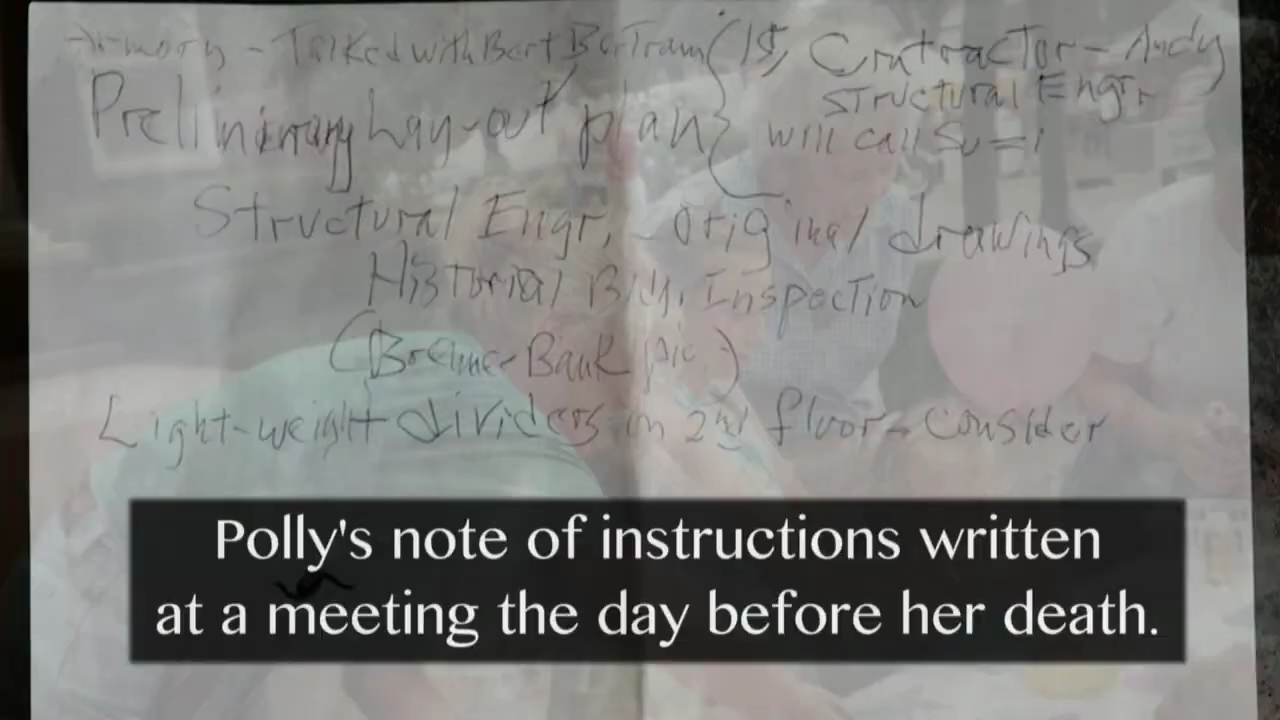 Armory - Talked with Bert BerTram
Preliminary Lay-out plan
1st, Contractor - Andy
structural Engr.
will call
Structural Engr. - original drawings
Historial Bldg. Inspection
(Bremer Bank pic.)
Light-weight dividers in 2nd floor - consider
Polly's note of instructions written
at a meeting the day before her death.